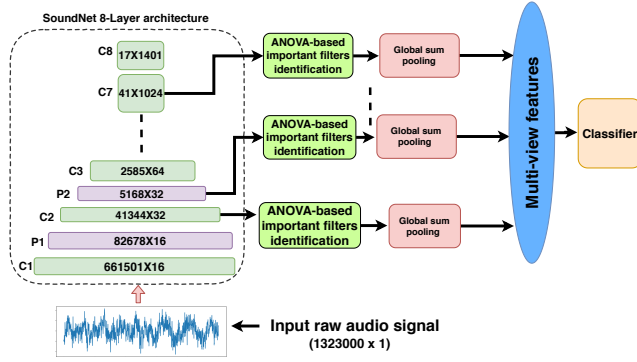 SoundNet 8-Layer architecture
C8
17X1401
C7
41X1024
C3
2585X64
P2
5168X32
C2
41344X32
P1
82678X16
C1
661501X16
ANOVA-based
important filters
identification
Global sum
pooling
ANOVA-based
important filters
identification
Global sum
pooling
ANOVA-based
important filters
identification
Global sum
pooling
Multi-view features
Classifier
Input raw audio signal
(1323000 x 1)